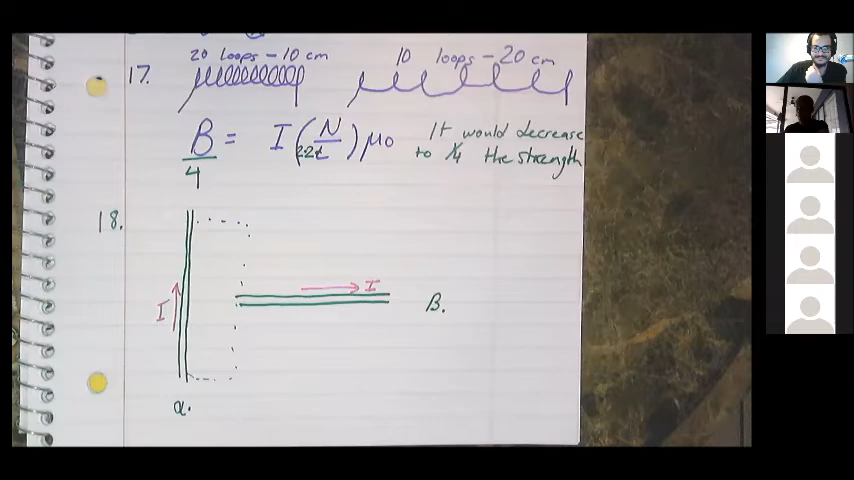 20 loops - 10 cm
10 loops - 20 cm
17.
B/4 = I (N/L) μ0
It would decrease
to 1/4 the strength
18.
I
I
B.
a.